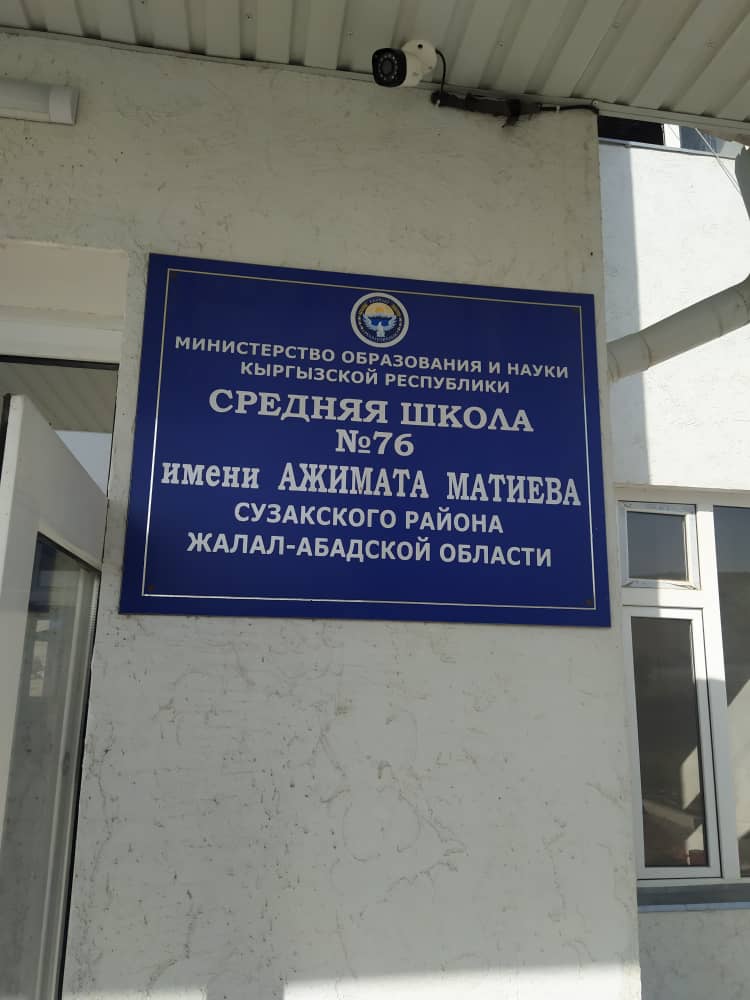 МИНИСТЕРСТВО ОБРАЗОВАНИЯ И НАУКИ
КЫРГЫЗСКОЙ РЕСПУБЛИКИ
СРЕДНЯЯ ШКОЛА
№76
имени АЖИМАТА МАТИЕВА
СУЗАКСКОГО РАЙОНА
ЖАЛАЛ-АБАДСКОЙ ОБЛАСТИ